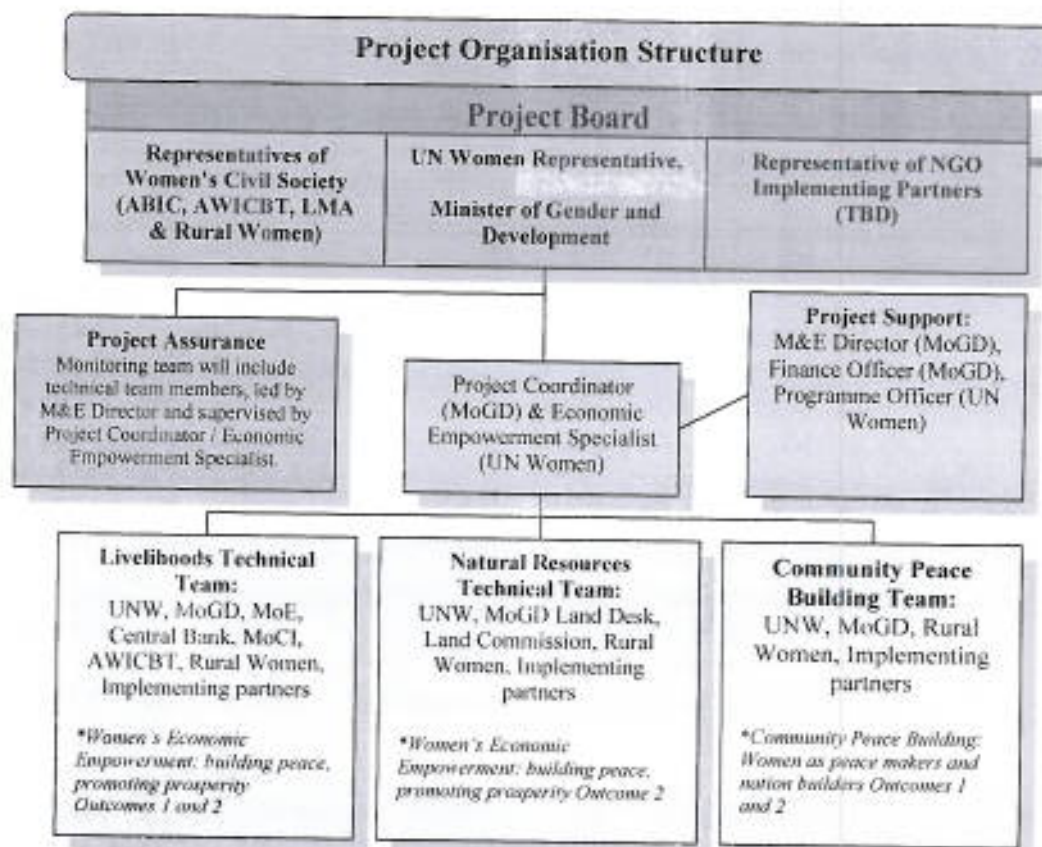 Project Organisation Structure
Project Board
Representatives of
Women's Civil Society
(ABIC, AWICBT, LMA
& Rural Women)
UN Women Representative,
Minister of Gender and
Development
Representative of NGO
Implementing Partners
(TBD)
Project Assurance
Monitoring team will include
technical team members, led by
M&E Director and supervised by
Project Coordinator / Economic
Empowerment Specialist.
Project Coordinator
(MoGD) & Economic
Empowerment Specialist
(UN Women)
Project Support:
M&E Director (MoGD),
Finance Officer (MoGD),
Programme Officer (UN
Women)
Livelihoods Technical
Team:
UNW, MoGD, MoE,
Central Bank, MoCI,
AWICBT, Rural Women,
Implementing partners
*Women's Economic
Empowerment: building peace,
promoting prosperity
Outcomes 1 and 2
Natural Resources
Technical Team:
UNW, MoGD Land Desk,
Land Commission, Rural
Women, Implementing
partners
*Women's Economic
Empowerment: building peace,
promoting prosperity Outcome 2
Community Peace
Building Team:
UNW, MoGD, Rural
Women, Implementing
partners
*Community Peace Building:
Women as peace makers and
nation builders Outcomes 1
and 2